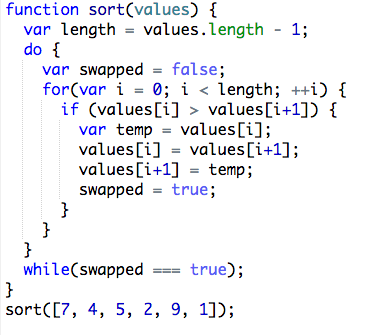 function sort(values) {
  var length = values.length - 1;
  do {
    var swapped = false;
    for(var i = 0; i < length; ++i) {
      if (values[i] > values[i+1]) {
        var temp = values[i];
        values[i] = values[i+1];
        values[i+1] = temp;
        swapped = true;
      }
    }
  }
  while(swapped === true);
}
sort([7, 4, 5, 2, 9, 1]);